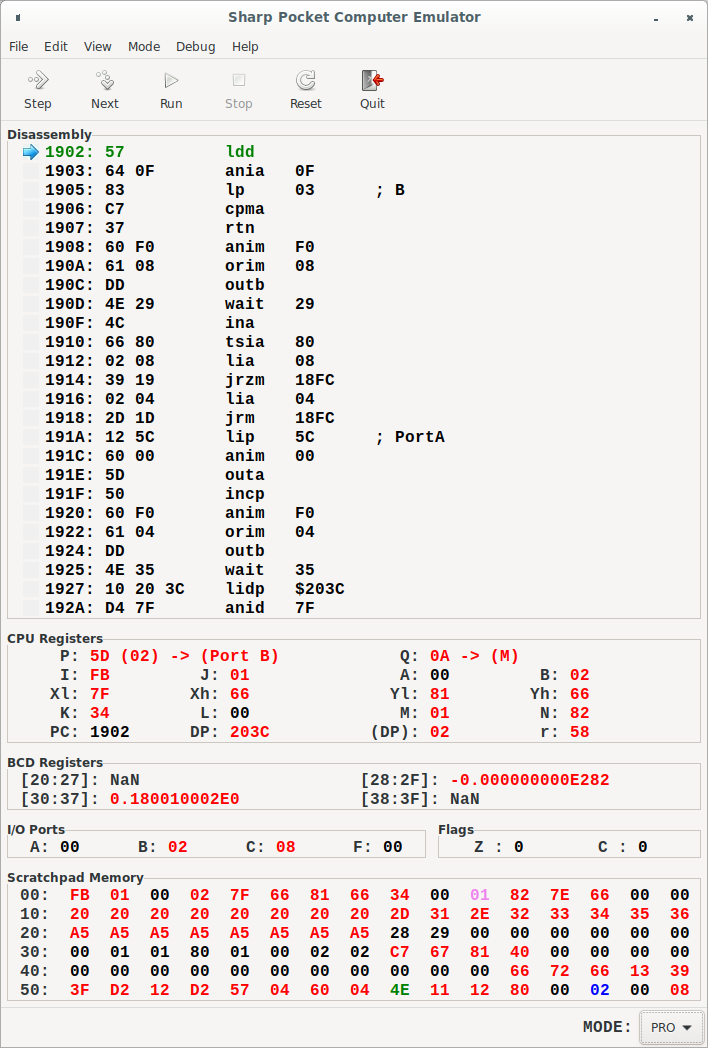 Sharp Pocket Computer Emulator
File Edit View Mode Debug Help
Step Next Run Stop Reset Quit
Disassembly
1902: 57 ldd
1903: 64 0F ania 0F
1905: 83 lp 03 ; B
1906: C7 cpma
1907: 37 rtn
1908: 60 F0 anim F0
190A: 61 08 orim 08
190C: DD outb
190D: 4E 29 wait 29
190F: 4C ina
1910: 66 80 tsia 80
1912: 02 08 lia 08
1914: 39 19 jrzm 18FC
1916: 02 04 lia 04
1918: 2D 1D jrm 18FC
191A: 12 5C lip 5C ; PortA
191C: 60 00 anim 00
191E: 5D outa
191F: 50 incp
1920: 60 F0 anim F0
1922: 61 04 orim 04
1924: DD outb
1925: 4E 35 wait 35
1927: 10 20 3C lidp $203C
192A: D4 7F anid 7F
CPU Registers
P: 5D (02) -> (Port B) Q: 0A -> (M)
I: FB J: 01 A: 00 B: 02
Xl: 7F Xh: 66 Yl: 81 Yh: 66
K: 34 L: 00 M: 01 N: 82
PC: 1902 DP: 203C (DP): 02 r: 58
BCD Registers
[20:27]: NaN [28:2F]: -0.000000000E282
[30:37]: 0.180010002E0 [38:3F]: NaN
I/O Ports Flags
A: 00 B: 02 C: 08 F: 00 Z : 0 C : 0
Scratchpad Memory
00: FB 01 00 02 7F 66 81 66 34 00 01 82 7E 66 00 00
10: 20 20 20 20 20 20 20 20 2D 31 2E 32 33 34 35 36
20: A5 A5 A5 A5 A5 A5 A5 A5 28 29 00 00 00 00 00 00
30: 00 01 01 80 01 00 02 02 C7 67 81 40 00 00 00 00
40: 00 00 00 00 00 00 00 00 00 00 00 66 72 66 13 39
50: 3F D2 12 D2 57 04 60 04 4E 11 12 80 00 02 00 08
MODE: PRO